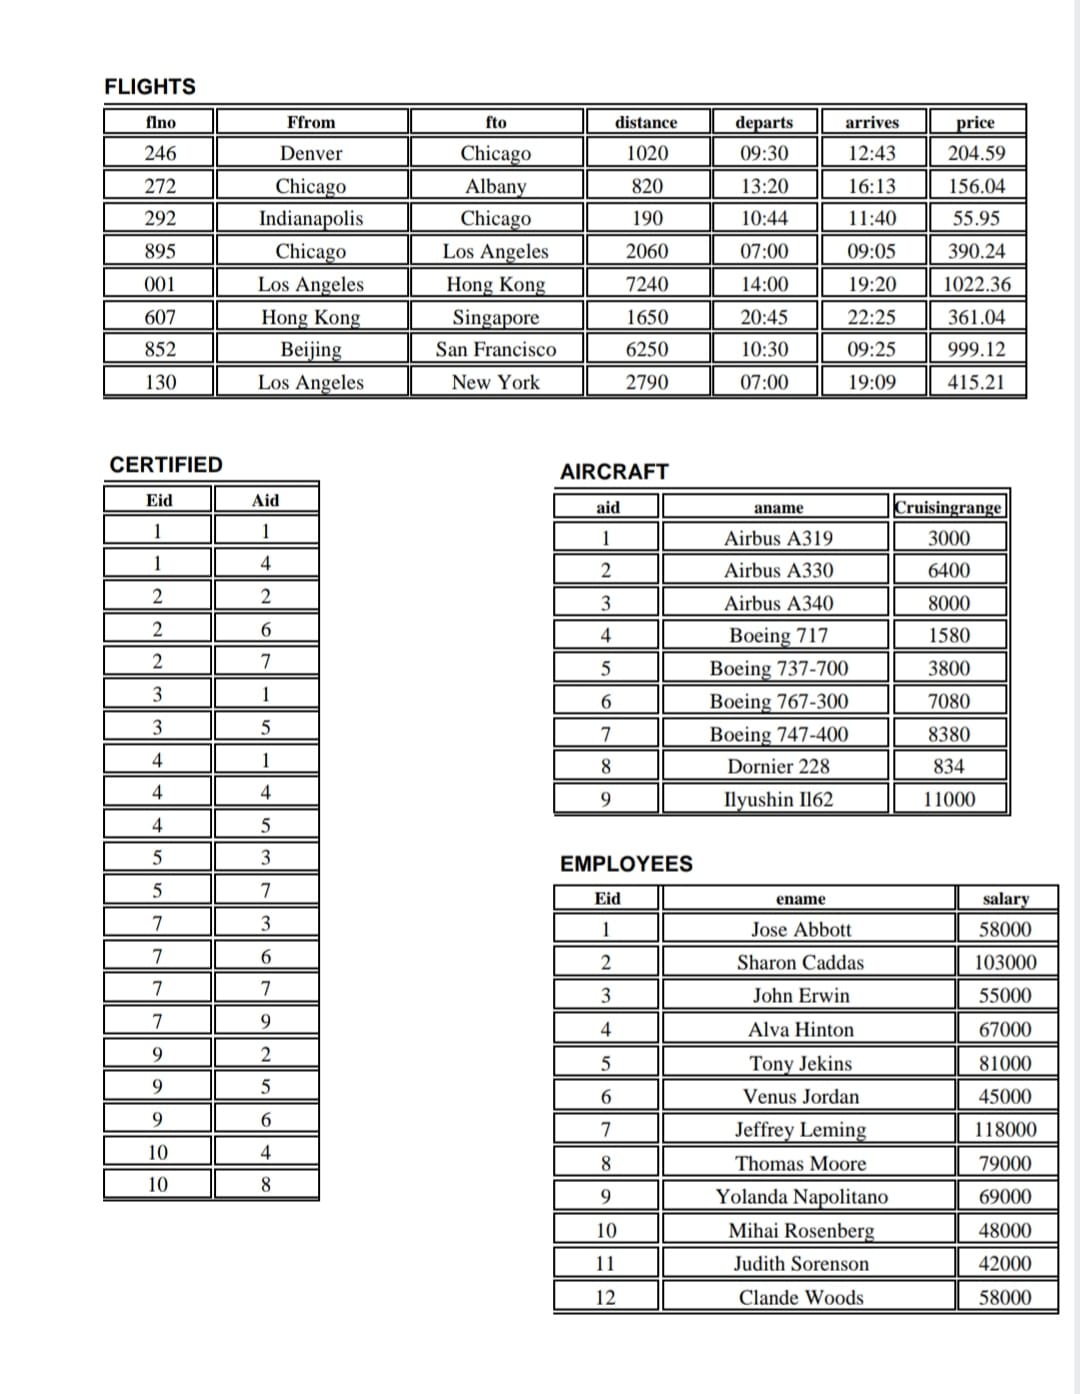 FLIGHTS
flno Ffrom fto distance departs arrives price
246 Denver Chicago 1020 09:30 12:43 204.59
272 Chicago Albany 820 13:20 16:13 156.04
292 Indianapolis Chicago 190 10:44 11:40 55.95
895 Chicago Los Angeles 2060 07:00 09:05 390.24
001 Los Angeles Hong Kong 7240 14:00 19:20 1022.36
607 Hong Kong Singapore 1650 20:45 22:25 361.04
852 Beijing San Francisco 6250 10:30 09:25 999.12
130 Los Angeles New York 2790 07:00 19:09 415.21
CERTIFIED
Eid Aid
1 1
1 4
2 2
2 6
2 7
3 1
3 5
4 1
4 4
4 5
5 3
5 7
7 3
7 6
7 7
7 9
9 2
9 5
9 6
10 4
10 8
AIRCRAFT
aid aname Cruisingrange
1 Airbus A319 3000
2 Airbus A330 6400
3 Airbus A340 8000
4 Boeing 717 1580
5 Boeing 737-700 3800
6 Boeing 767-300 7080
7 Boeing 747-400 8380
8 Dornier 228 834
9 Ilyushin Il62 11000
EMPLOYEES
Eid ename salary
1 Jose Abbott 58000
2 Sharon Caddas 103000
3 John Erwin 55000
4 Alva Hinton 67000
5 Tony Jekins 81000
6 Venus Jordan 45000
7 Jeffrey Leming 118000
8 Thomas Moore 79000
9 Yolanda Napolitano 69000
10 Mihai Rosenberg 48000
11 Judith Sorenson 42000
12 Clande Woods 58000